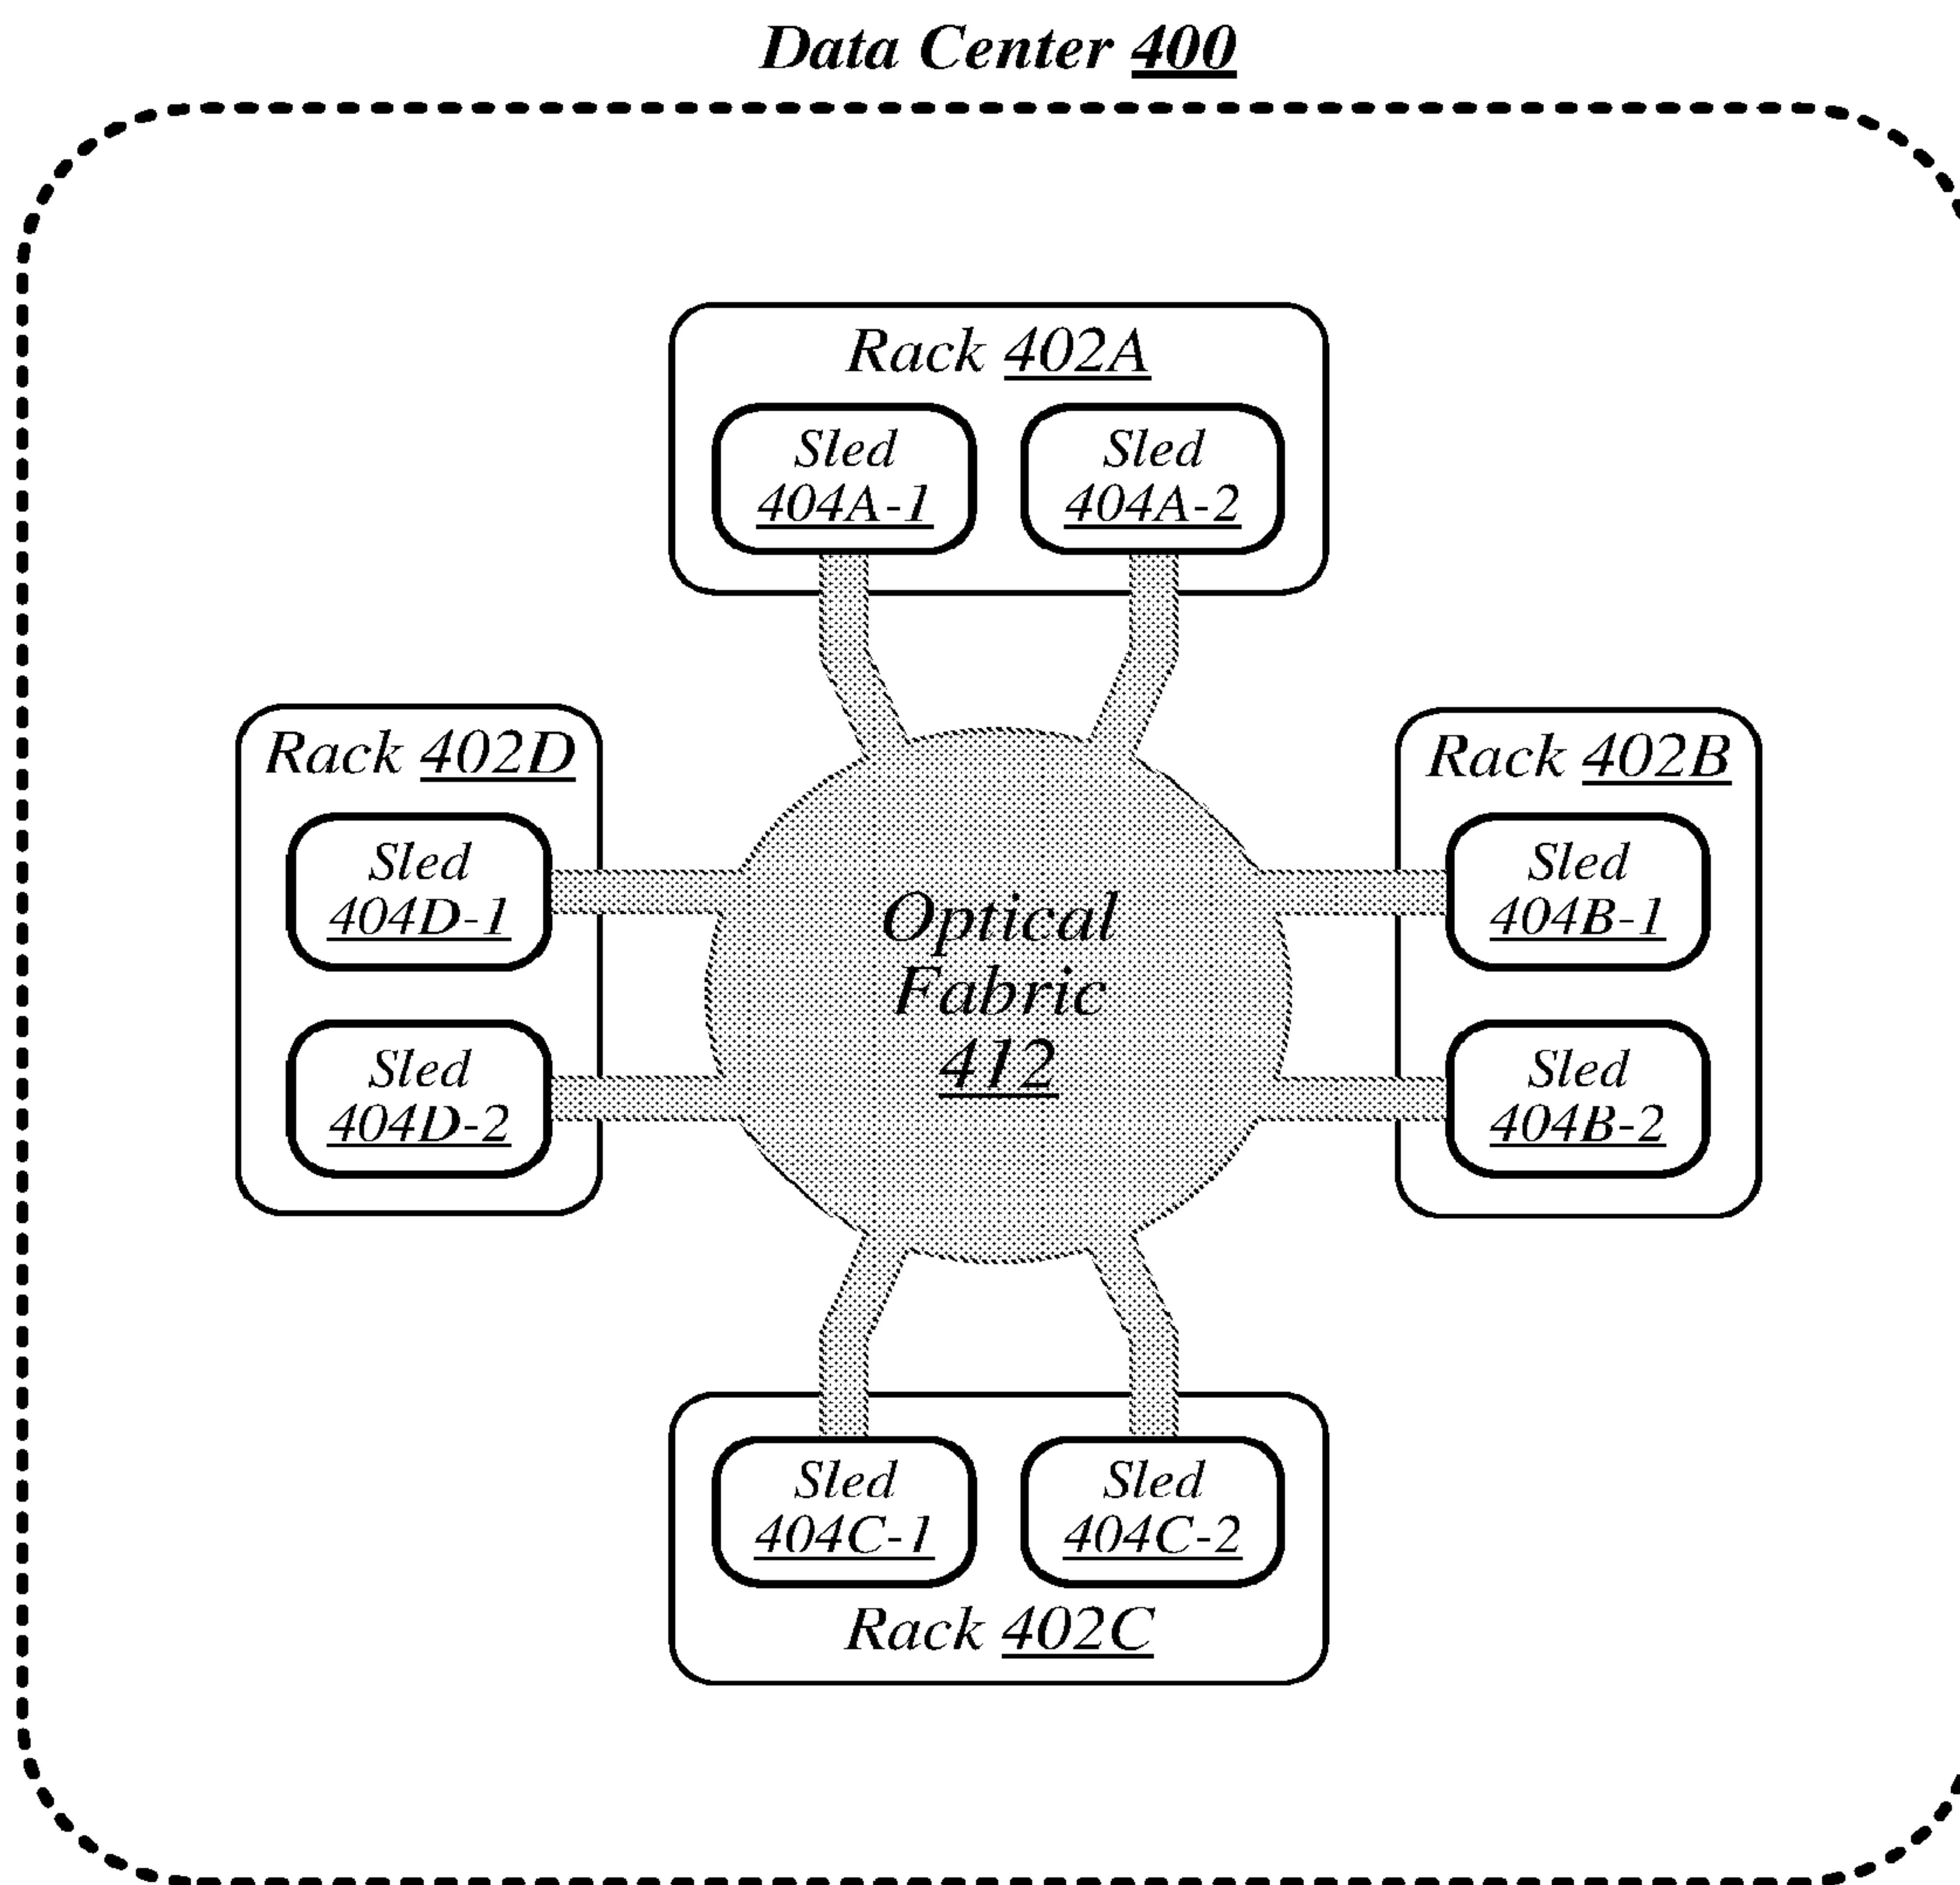 Data Center 400
Rack 402A
Sled
404A-1
Sled
404A-2
Rack 402D
Sled
404D-1
Sled
404D-2
Optical
Fabric
412
Rack 402B
Sled
404B-1
Sled
404B-2
Sled
404C-1
Sled
404C-2
Rack 402C